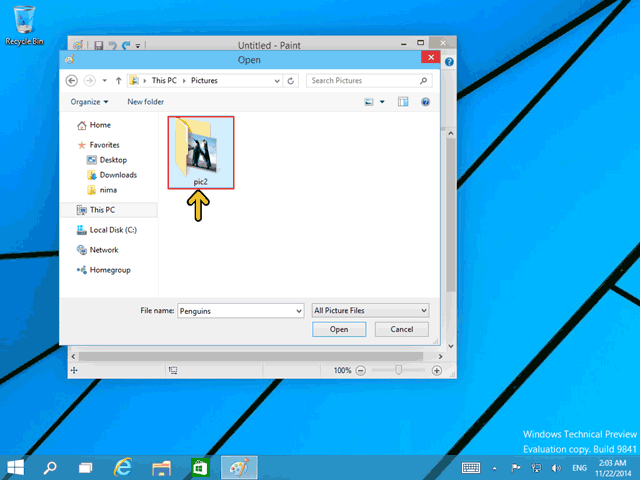 Recycle Bin
Untitled - Paint
Open
This PC
Pictures
Search Pictures
Organize
New folder
Home
Favorites
Desktop
Downloads
nima
This PC
Local Disk (C:)
Network
Homegroup
pic2
File name:
Penguins
All Picture Files
Open
Cancel
100%
Windows Technical Preview
Evaluation copy. Build 9841
ENG
2:03 AM
11/22/2014